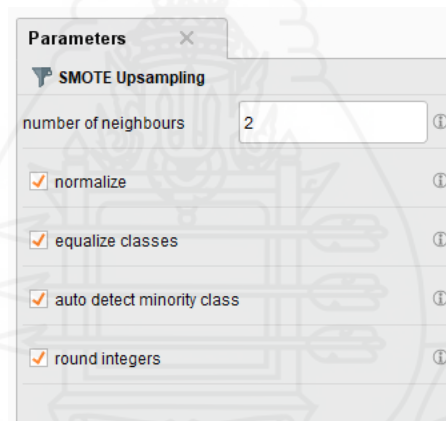 Parameters
SMOTE Upsampling
number of neighbours 2
normalize
equalize classes
auto detect minority class
round integers